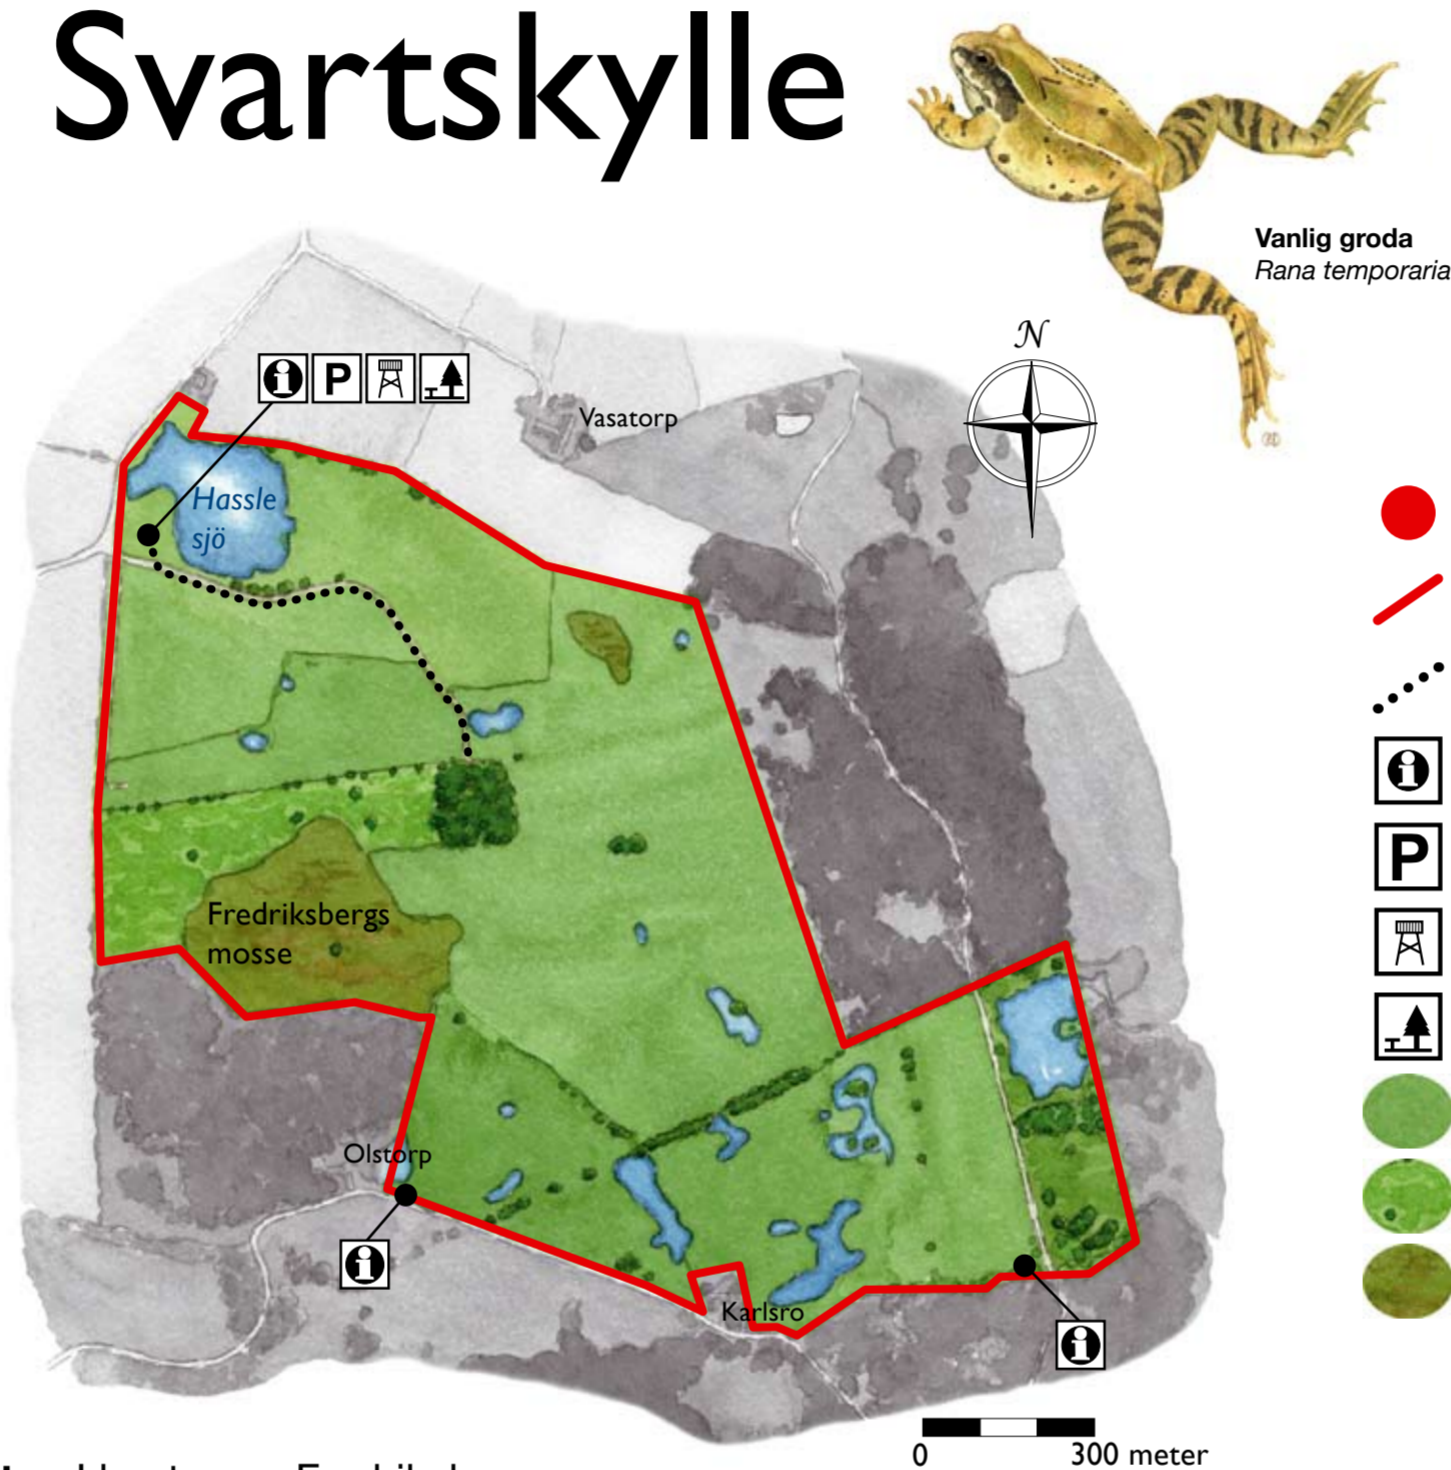 Svartskylle
Vanlig groda
Rana temporaria
N
P
Vasatorp
Hassle
sjö
P
Fredriksbergs
mosse
Olstorp
Karlsro
0 300 meter